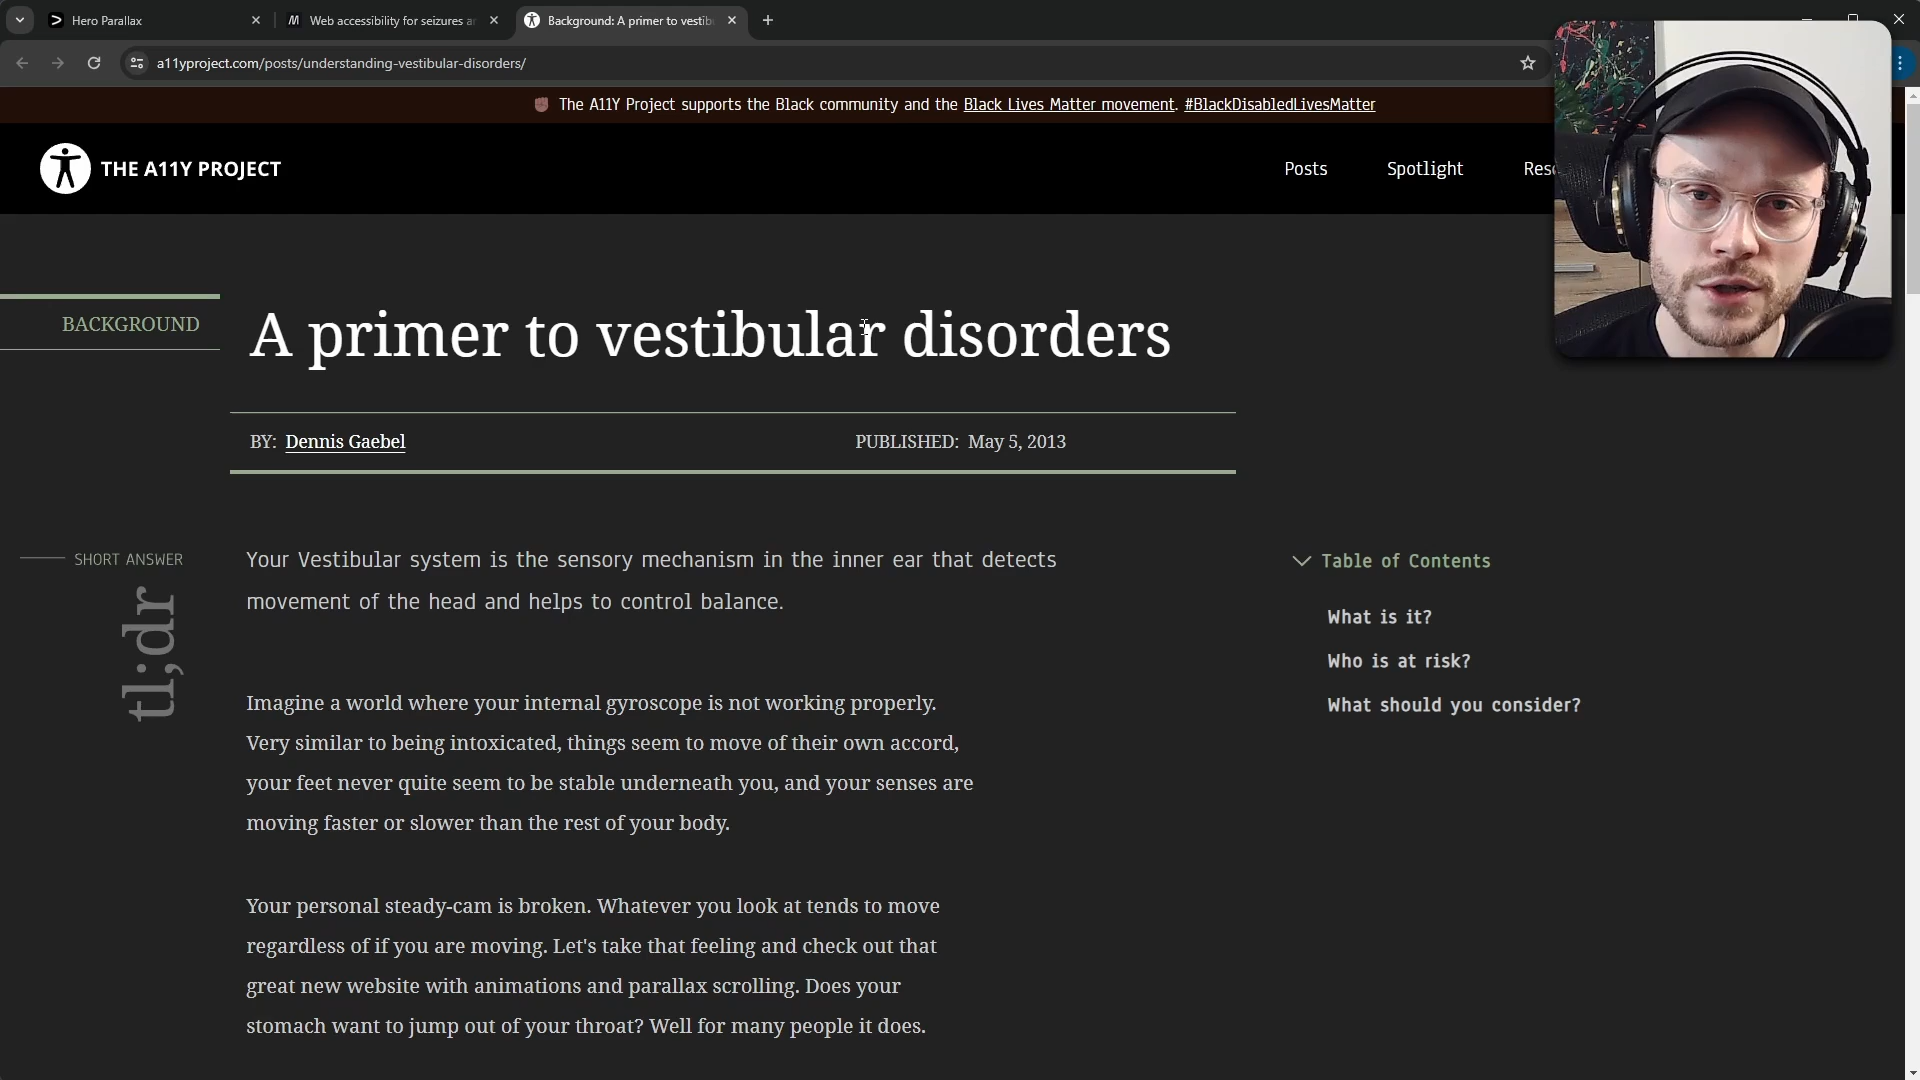 Hero Parallax
Web accessibility for seizures a
Background: A primer to vestib
a11yproject.com/posts/understanding-vestibular-disorders/
The A11Y Project supports the Black community and the Black Lives Matter movement. #BlackDisabledLivesMatter
THE A11Y PROJECT
Posts
Spotlight
BACKGROUND
A primer to vestibular disorders
BY: Dennis Gaebel
PUBLISHED: May 5, 2013
SHORT ANSWER
tl;dr
Your Vestibular system is the sensory mechanism in the inner ear that detects
movement of the head and helps to control balance.
Imagine a world where your internal gyroscope is not working properly.
Very similar to being intoxicated, things seem to move of their own accord,
your feet never quite seem to be stable underneath you, and your senses are
moving faster or slower than the rest of your body.
Your personal steady-cam is broken. Whatever you look at tends to move
regardless of if you are moving. Let's take that feeling and check out that
great new website with animations and parallax scrolling. Does your
stomach want to jump out of your throat? Well for many people it does.
Table of Contents
What is it?
Who is at risk?
What should you consider?